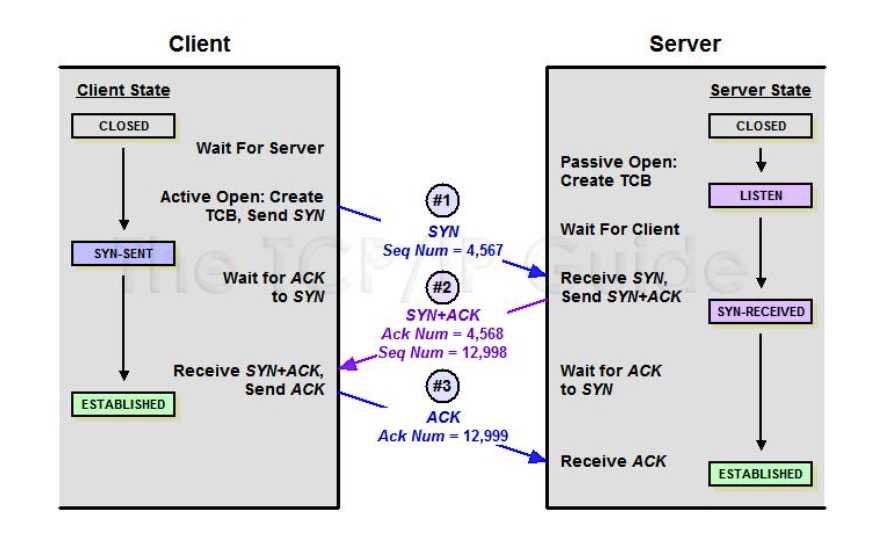 Client
Server
Client State
CLOSED
Wait For Server
Active Open: Create
TCB, Send SYN
SYN-SENT
Wait for ACK
to SYN
Receive SYN+ACK,
Send ACK
ESTABLISHED
#1
SYN
Seq Num = 4,567
#2
SYN+ACK
Ack Num = 4,568
Seq Num = 12,998
#3
ACK
Ack Num = 12,999
Server State
CLOSED
Passive Open:
Create TCB
LISTEN
Wait For Client
Receive SYN,
Send SYN+ACK
SYN-RECEIVED
Wait for ACK
to SYN
Receive ACK
ESTABLISHED
The TCP/IP Guide